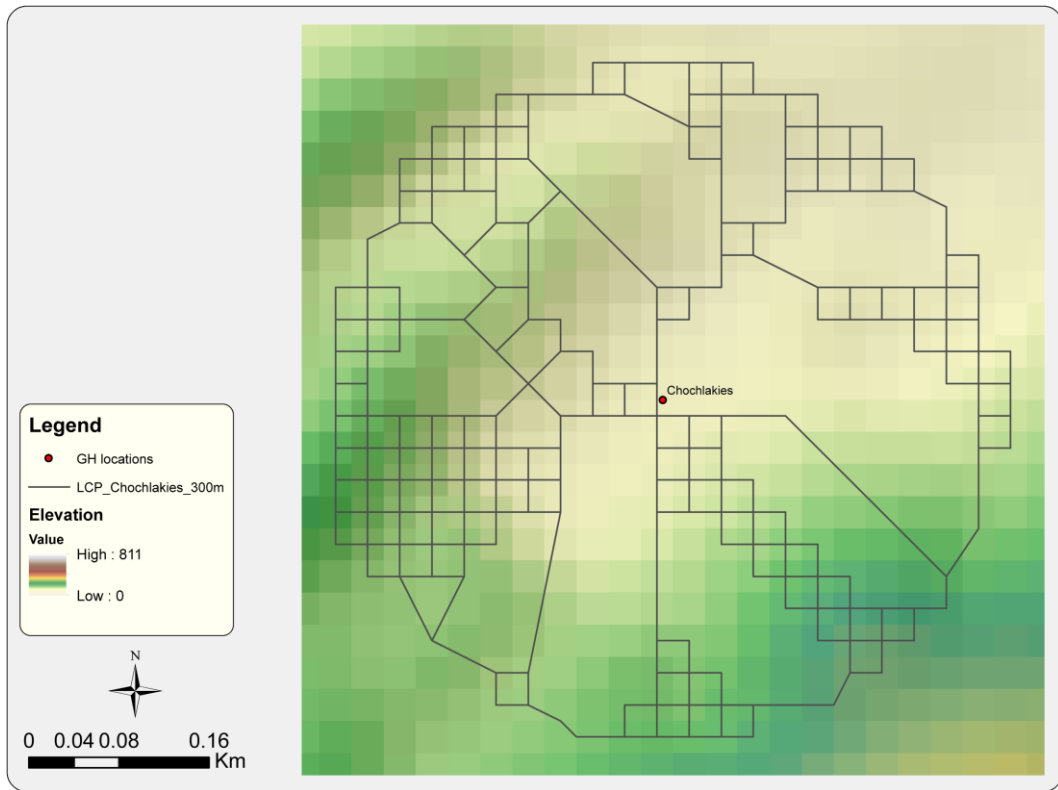 Chochlakies
Legend
GH locations
LCP_Chochlakies_300m
Elevation
Value
High : 811
Low : 0
N
0 0.04 0.08 0.16
Km